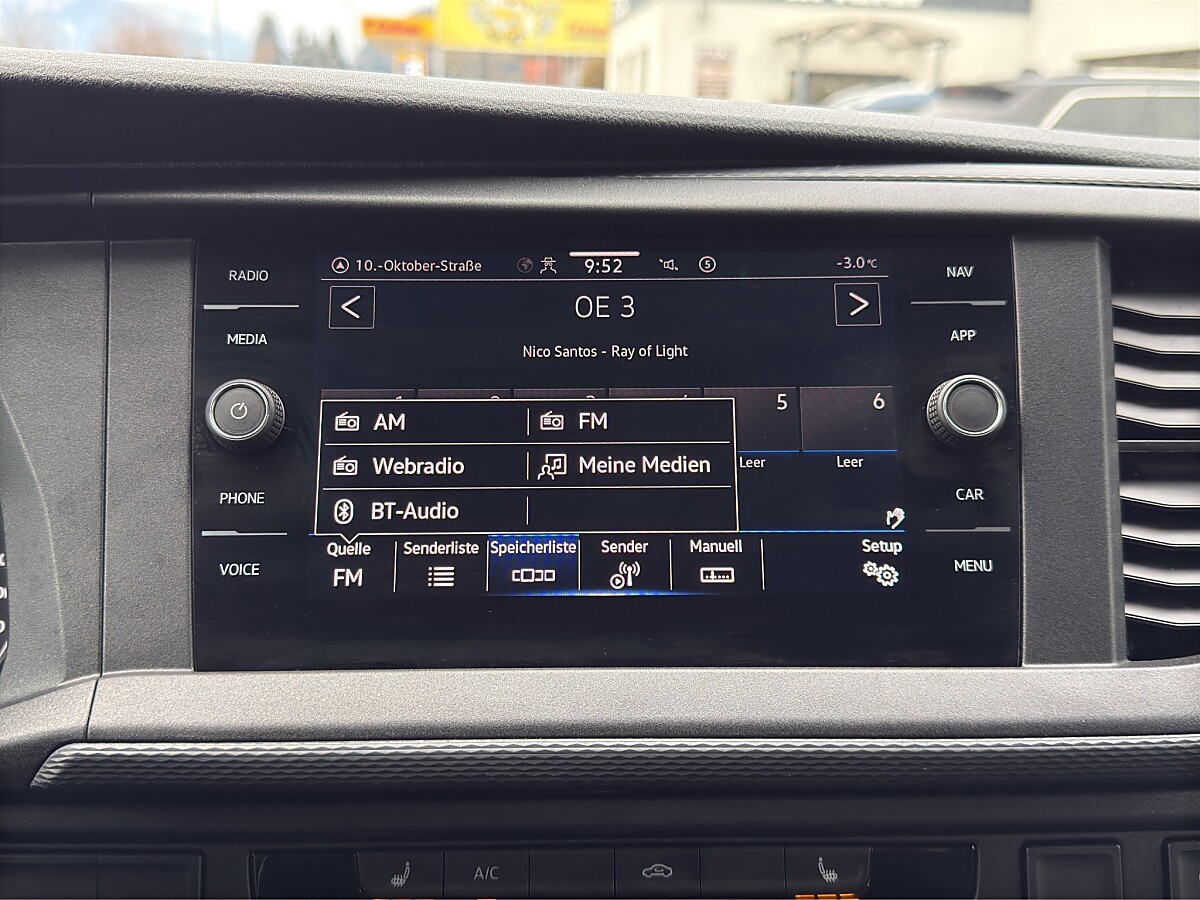 RADIO
MEDIA
PHONE
VOICE
10.-Oktober-Straße 9:52 5 -3.0°C
< OE 3 >
Nico Santos - Ray of Light
5 6
AM FM
Webradio Meine Medien
Leer Leer
BT-Audio
Quelle Senderliste Speicherliste Sender Manuell Setup
FM
NAV
APP
CAR
MENU
A/C